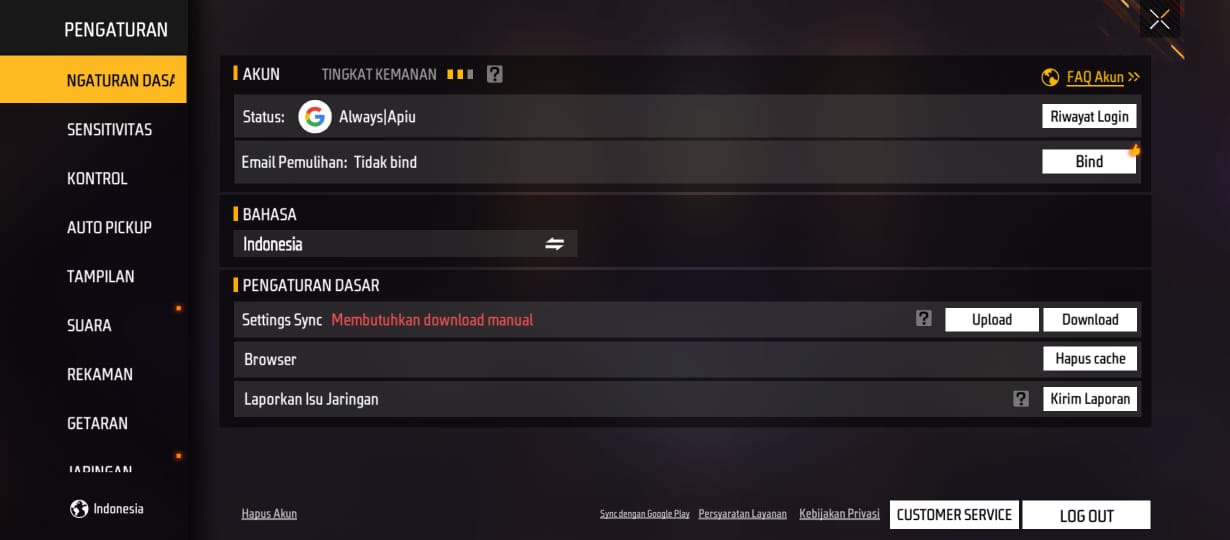 PENGATURAN
NGATURAN DASA
SENSITIVITAS
KONTROL
AUTO PICKUP
TAMPILAN
SUARA
REKAMAN
GETARAN
JARINGAN
Indonesia
AKUN TINGKAT KEMANAN ? FAQ Akun >>
Status: G Always|Apiu Riwayat Login
Email Pemulihan: Tidak bind Bind
BAHASA
Indonesia
PENGATURAN DASAR
Settings Sync Membutuhkan download manual ? Upload Download
Browser Hapus cache
Laporkan Isu Jaringan ? Kirim Laporan
Hapus Akun Sync dengan Google Play Persyaratan Layanan Kebijakan Privasi CUSTOMER SERVICE LOG OUT